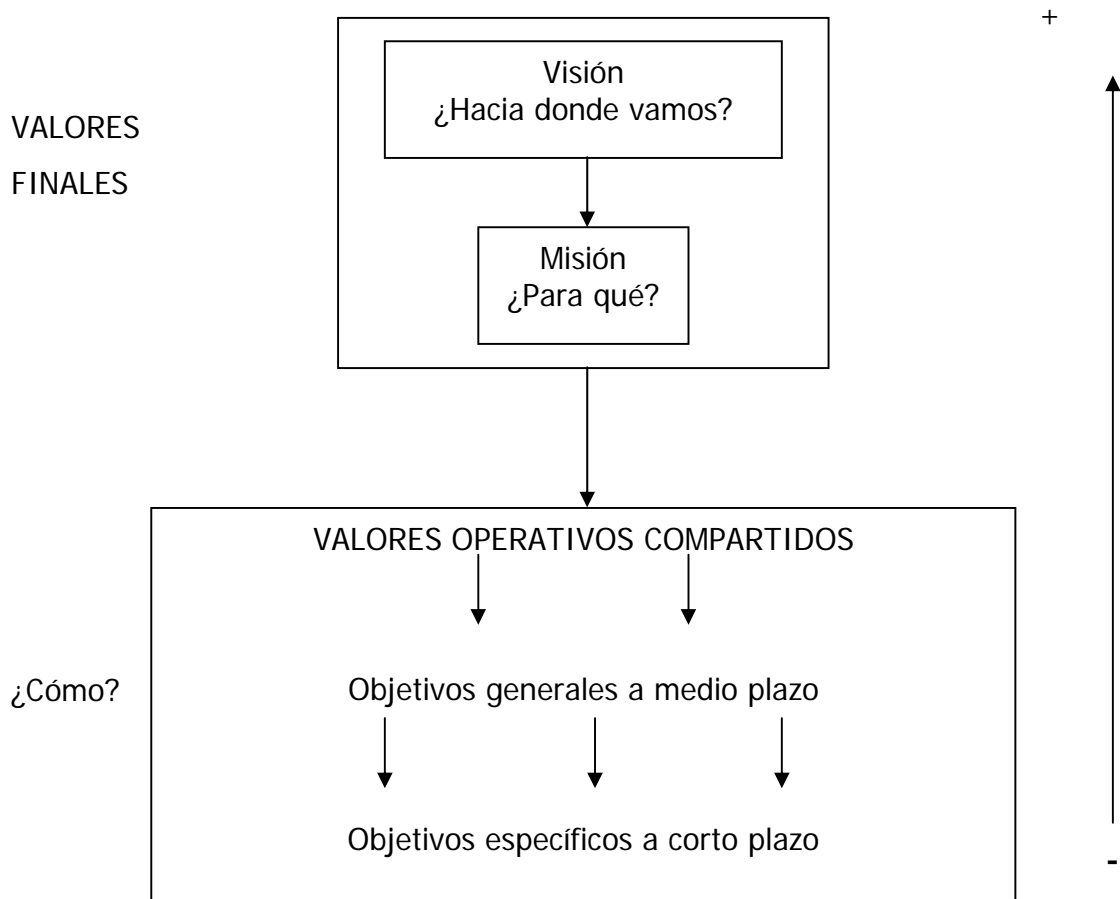 +
Visión
¿Hacia donde vamos?
VALORES
FINALES
Misión
¿Para qué?
VALORES OPERATIVOS COMPARTIDOS
¿Cómo?
Objetivos generales a medio plazo
Objetivos específicos a corto plazo
-